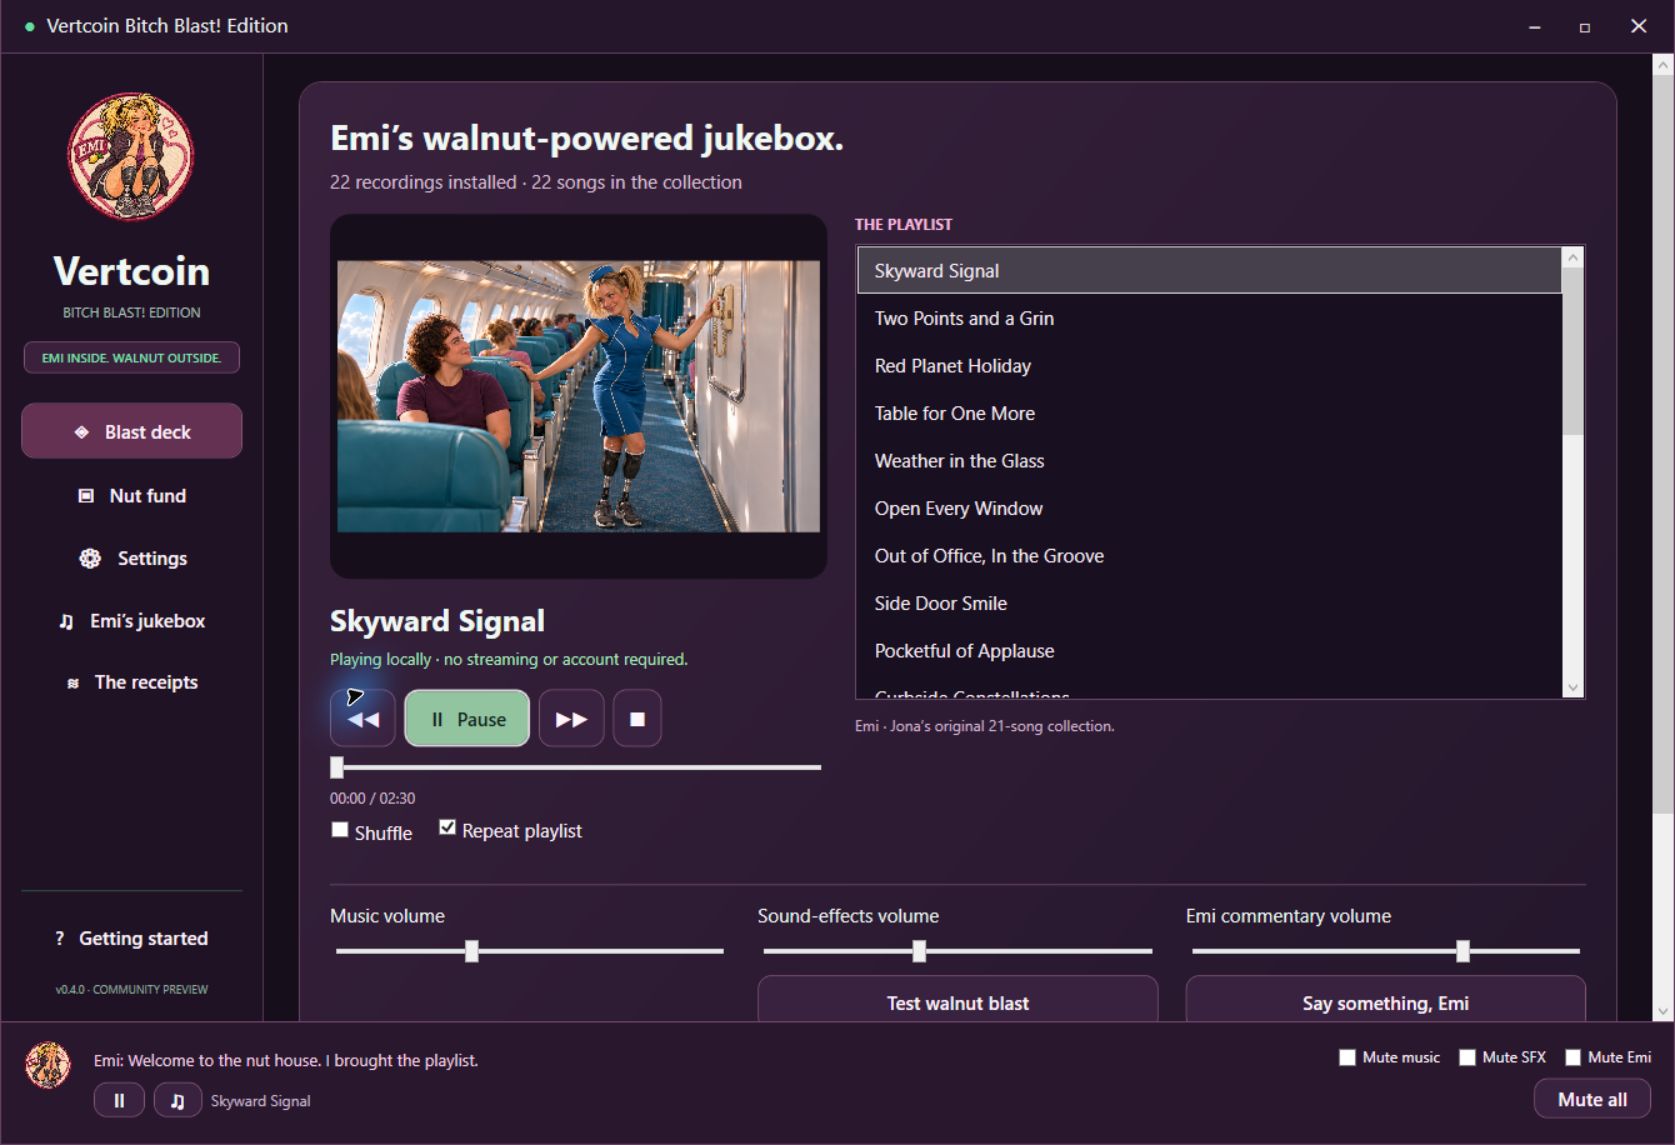 Vertcoin Bitch Blast! Edition
EMI
Vertcoin
BITCH BLAST! EDITION
EMI INSIDE. WALNUT OUTSIDE.
Blast deck
Nut fund
Settings
Emi’s jukebox
The receipts
? Getting started
v0.4.0 · COMMUNITY PREVIEW
Emi’s walnut-powered jukebox.
22 recordings installed · 22 songs in the collection
Skyward Signal
Playing locally · no streaming or account required.
Pause
00:00 / 02:30
Shuffle
Repeat playlist
THE PLAYLIST
Skyward Signal
Two Points and a Grin
Red Planet Holiday
Table for One More
Weather in the Glass
Open Every Window
Out of Office, In the Groove
Side Door Smile
Pocketful of Applause
Curbside Constellations
Emi · Jona's original 21-song collection.
Music volume
Sound-effects volume
Emi commentary volume
Test walnut blast
Say something, Emi
Emi: Welcome to the nut house. I brought the playlist.
Skyward Signal
Mute music
Mute SFX
Mute Emi
Mute all